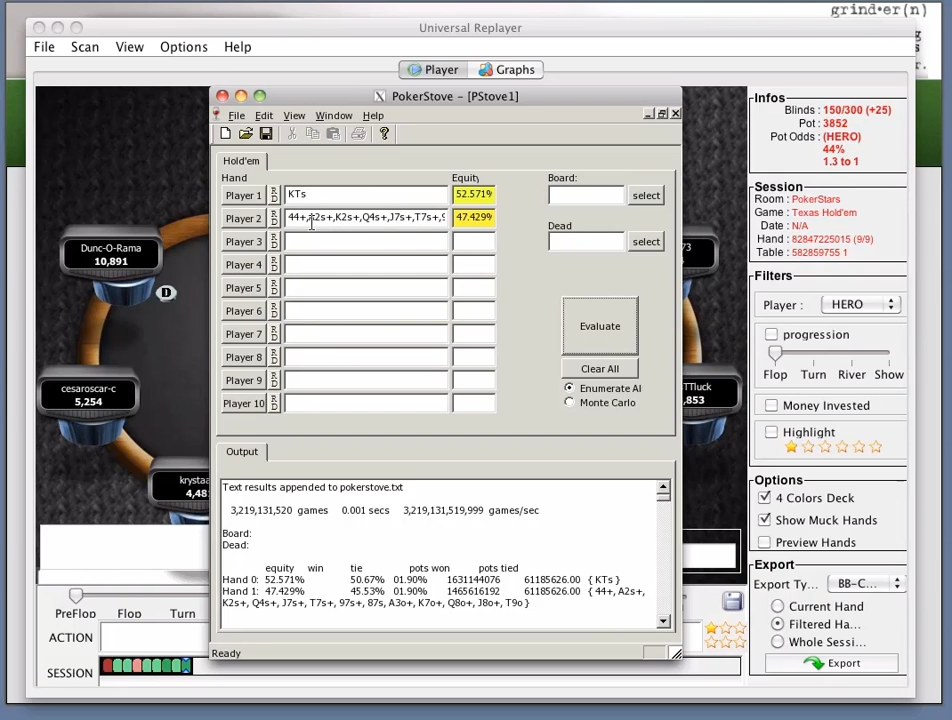 grind•er(n)
Universal Replayer
File Scan View Options Help
Player Graphs
PokerStove – [PStove1]
File Edit View Window Help
Hold'em
Hand Equity Board:
Player 1 KTs 52.571% select
Player 2 47.429%
Dead
Player 3 select
Player 4
Player 5
Player 6
Player 7
Player 8
Player 9
Player 10
Evaluate
Clear All
Enumerate Al
Monte Carlo
Output
Text results appended to pokerstove.txt
3,219,131,520 games 0.001 secs 3,219,131,519,999 games/sec
Board:
Dead:
equity win tie pots won pots tied
Hand 0: 52.571% 50.67% 01.90% 1631144076 61185626.00 { KTs }
Hand 1: 47.429% 45.53% 01.90% 1465616192 61185626.00 { 44+, A2s+,
K2s+, Q4s+, J7s+, T7s+, 97s+, 87s, A3o+, K7o+, Q8o+, J8o+, T9o }
Ready
Dunc-O-Rama
10,891
D
cesaroscar-c
5,254
krysta
4,48
73
TTluck
,853
PreFlop Flop Turn
ACTION
SESSION
Infos
Blinds : 150/300 (+25)
Pot : 3852
Pot Odds : (HERO)
44%
1.3 to 1
Session
Room : PokerStars
Game : Texas Hold'em
Date : N/A
Hand : 82847225015 (9/9)
Table : 582859755 1
Filters
Player : HERO
progression
Flop Turn River Show
Money Invested
Highlight
Options
4 Colors Deck
Show Muck Hands
Preview Hands
Export
Export Ty... BB-C...
Current Hand
Filtered Ha...
Whole Sessi...
Export